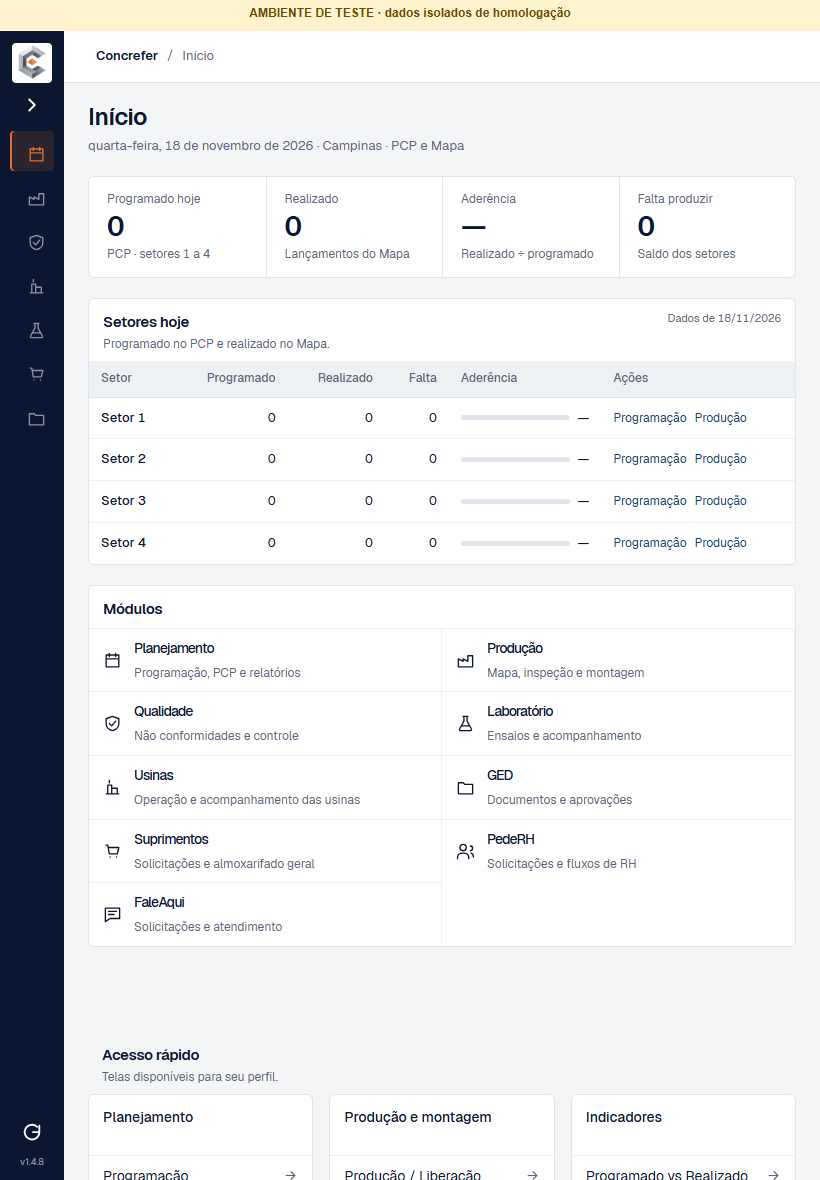 AMBIENTE DE TESTE · dados isolados de homologação
Concrefer / Início
Início
quarta-feira, 18 de novembro de 2026 · Campinas · PCP e Mapa
Programado hoje
0
PCP · setores 1 a 4
Realizado
0
Lançamentos do Mapa
Aderência
—
Realizado ÷ programado
Falta produzir
0
Saldo dos setores
Setores hoje
Dados de 18/11/2026
Programado no PCP e realizado no Mapa.
Setor Programado Realizado Falta Aderência Ações
Setor 1 0 0 0 — Programação Produção
Setor 2 0 0 0 — Programação Produção
Setor 3 0 0 0 — Programação Produção
Setor 4 0 0 0 — Programação Produção
Módulos
Planejamento
Programação, PCP e relatórios
Produção
Mapa, inspeção e montagem
Qualidade
Não conformidades e controle
Laboratório
Ensaios e acompanhamento
Usinas
Operação e acompanhamento das usinas
GED
Documentos e aprovações
Suprimentos
Solicitações e almoxarifado geral
PedeRH
Solicitações e fluxos de RH
FaleAqui
Solicitações e atendimento
Acesso rápido
Telas disponíveis para seu perfil.
Planejamento
Programação →
Produção e montagem
Produção / Liberação →
Indicadores
Programado vs Realizado →
v1.4.8